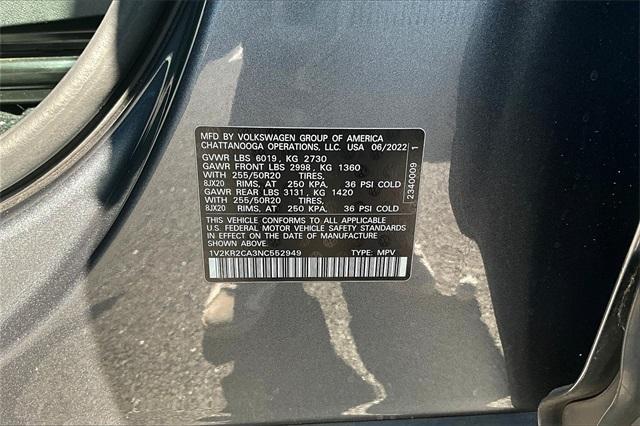 MFD BY VOLKSWAGEN GROUP OF AMERICA
CHATTANOOGA OPERATIONS, LLC. USA 06/2022
GVWR LBS 6019, KG 2730
GAWR FRONT LBS 2998, KG 1360
WITH 255/50R20 TIRES,
8JX20 RIMS, AT 250 KPA, 36 PSI COLD
GAWR REAR LBS 3131, KG 1420
WITH 255/50R20 TIRES,
8JX20 RIMS, AT 250 KPA, 36 PSI COLD
THIS VEHICLE CONFORMS TO ALL APPLICABLE
U.S. FEDERAL MOTOR VEHICLE SAFETY STANDARDS
IN EFFECT ON THE DATE OF MANUFACTURE
SHOWN ABOVE.
1V2KR2CA3NC552949 TYPE: MPV
2340009 1